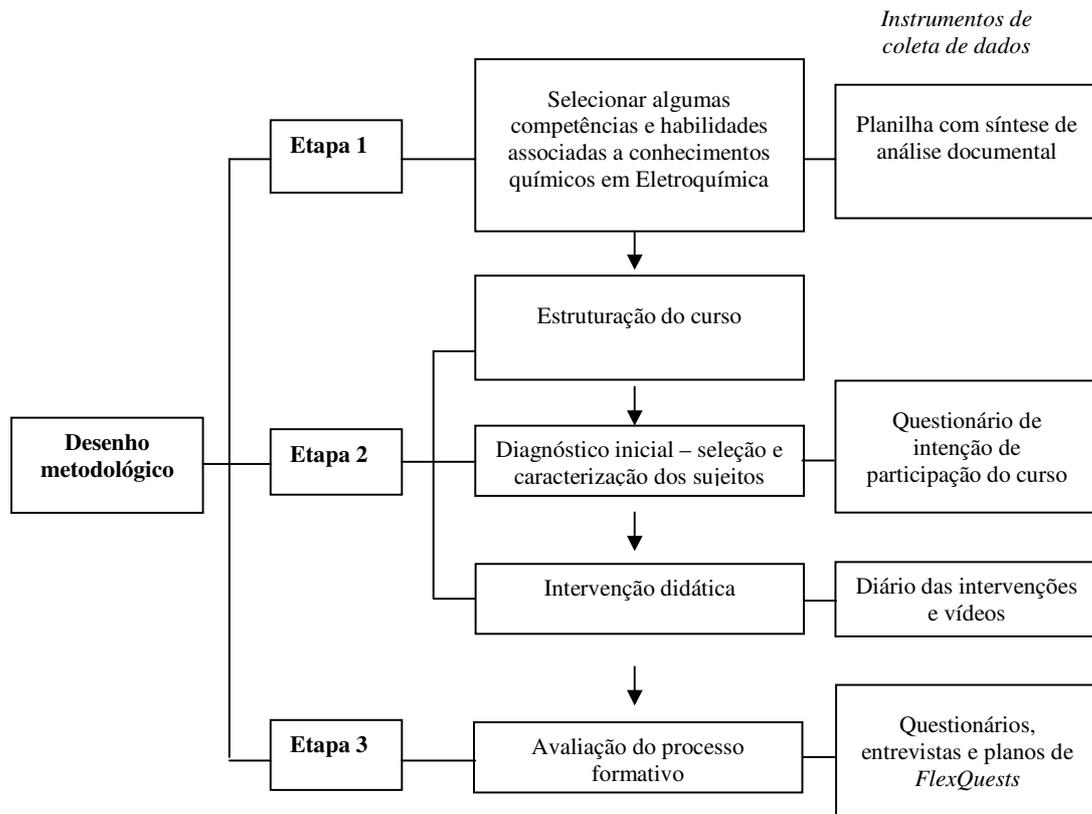 Instrumentos de
coleta de dados
Selecionar algumas
competências e habilidades
associadas a conhecimentos
químicos em Eletroquímica
Etapa 1
Planilha com síntese de
análise documental
Estruturação do curso
Desenho
metodológico
Etapa 2
Diagnóstico inicial – seleção e
caracterização dos sujeitos
Questionário de
intenção de
participação do curso
Intervenção didática
Diário das intervenções
e vídeos
Etapa 3
Avaliação do processo
formativo
Questionários,
entrevistas e planos de
FlexQuests